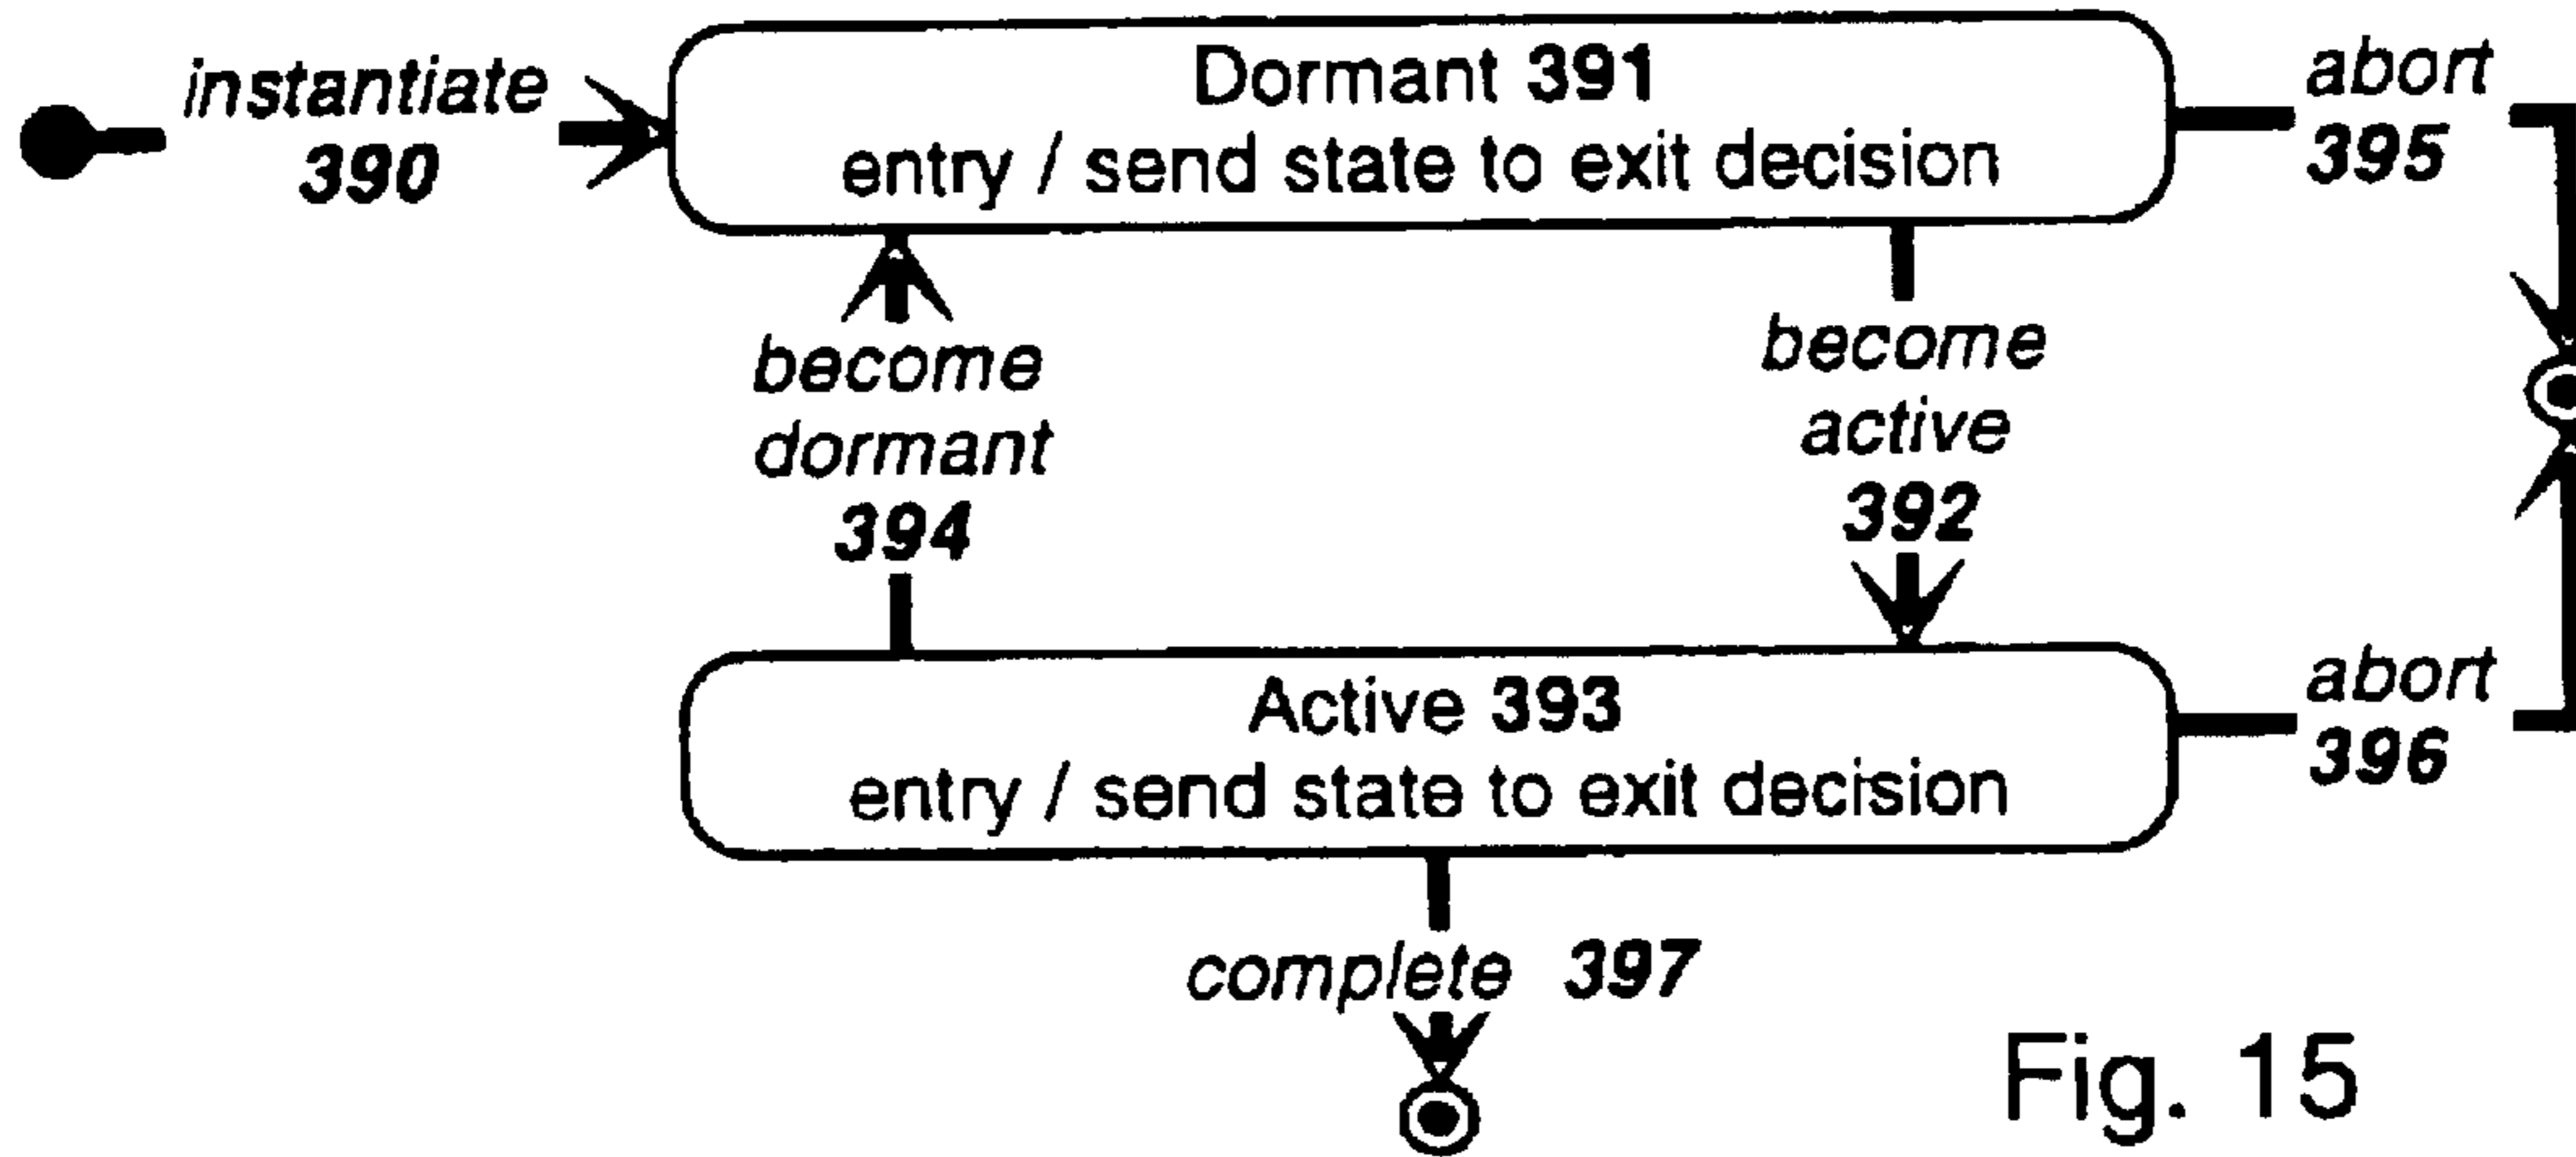 instantiate
390
Dormant 391
entry / send state to exit decision
abort
395
become
dormant
394
become
active
392
Active 393
entry / send state to exit decision
abort
396
complete 397
Fig. 15